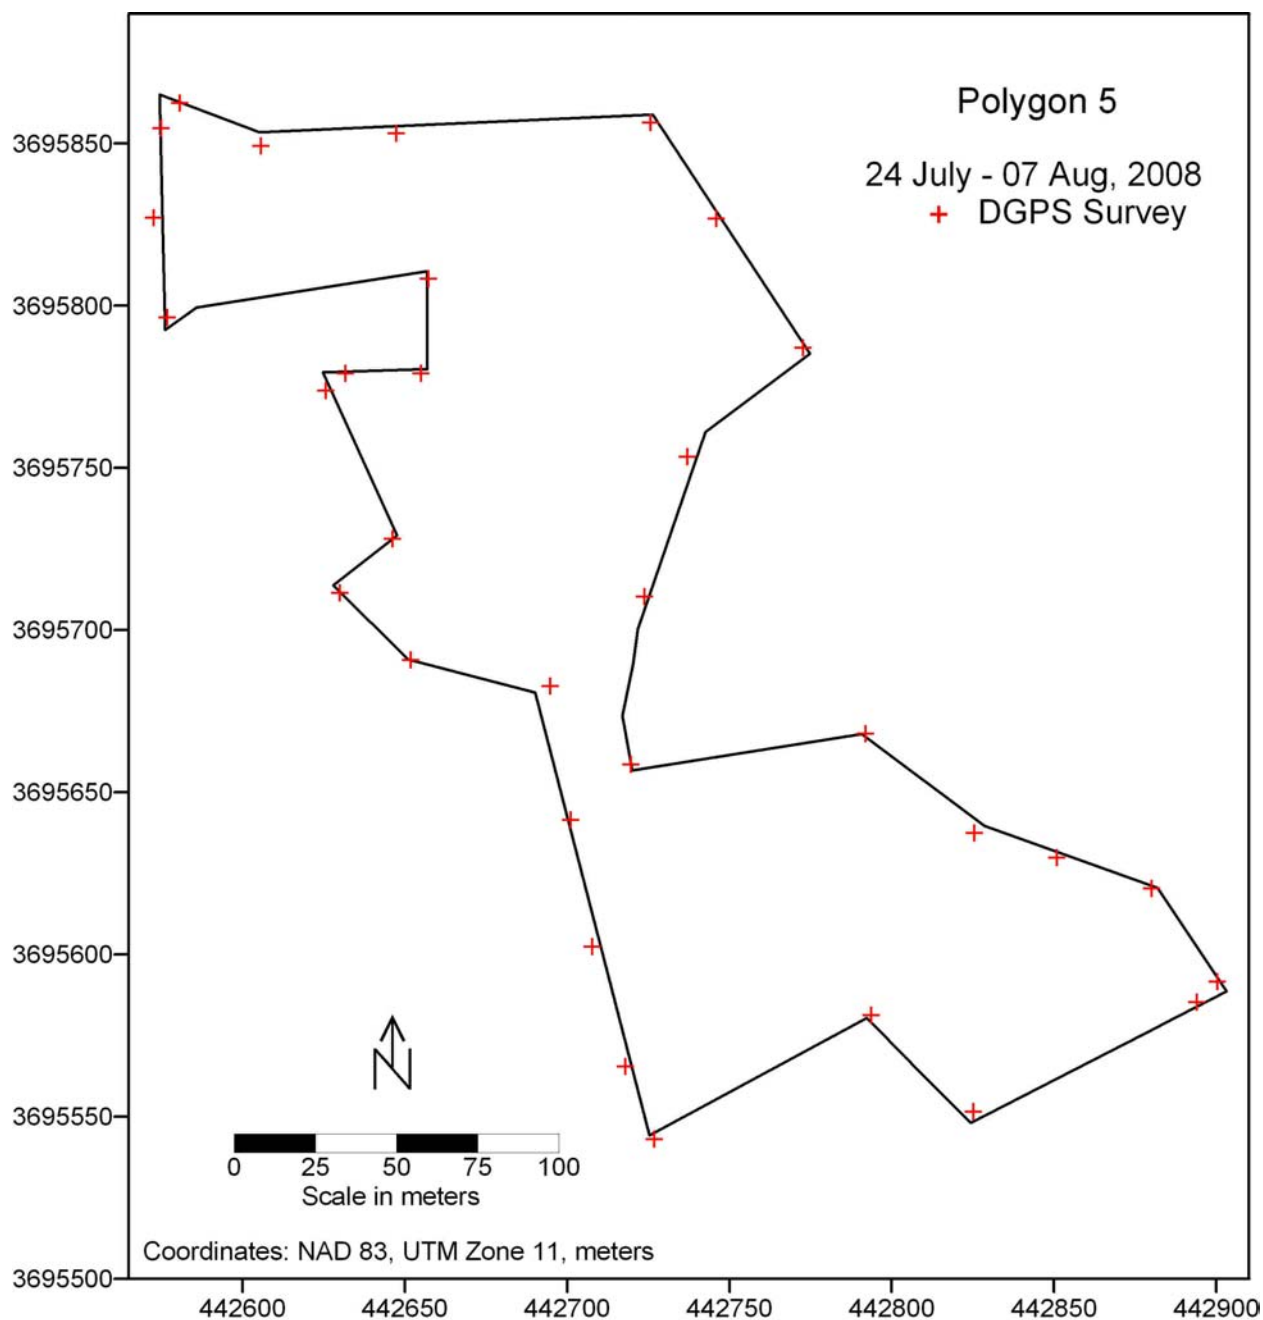 Polygon 5
24 July - 07 Aug, 2008
DGPS Survey
3695850
3695800
3695750
3695700
3695650
3695600
3695550
3695500
N
0 25 50 75 100
Scale in meters
Coordinates: NAD 83, UTM Zone 11, meters
442600 442650 442700 442750 442800 442850 442900